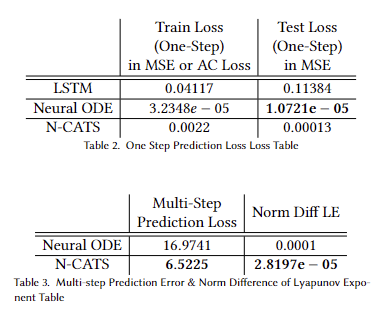 Train Loss Test Loss
(One-Step) (One-Step)
in MSE or AC Loss in MSE
LSTM 0.04117 0.11384
Neural ODE 3.2348e − 05 1.0721e − 05
N-CATS 0.0022 0.00013
Table 2. One Step Prediction Loss Loss Table
Multi-Step
Prediction Loss Norm Diff LE
Neural ODE 16.9741 0.0001
N-CATS 6.5225 2.8197e − 05
Table 3. Multi-step Prediction Error & Norm Difference of Lyapunov Expo-
nent Table